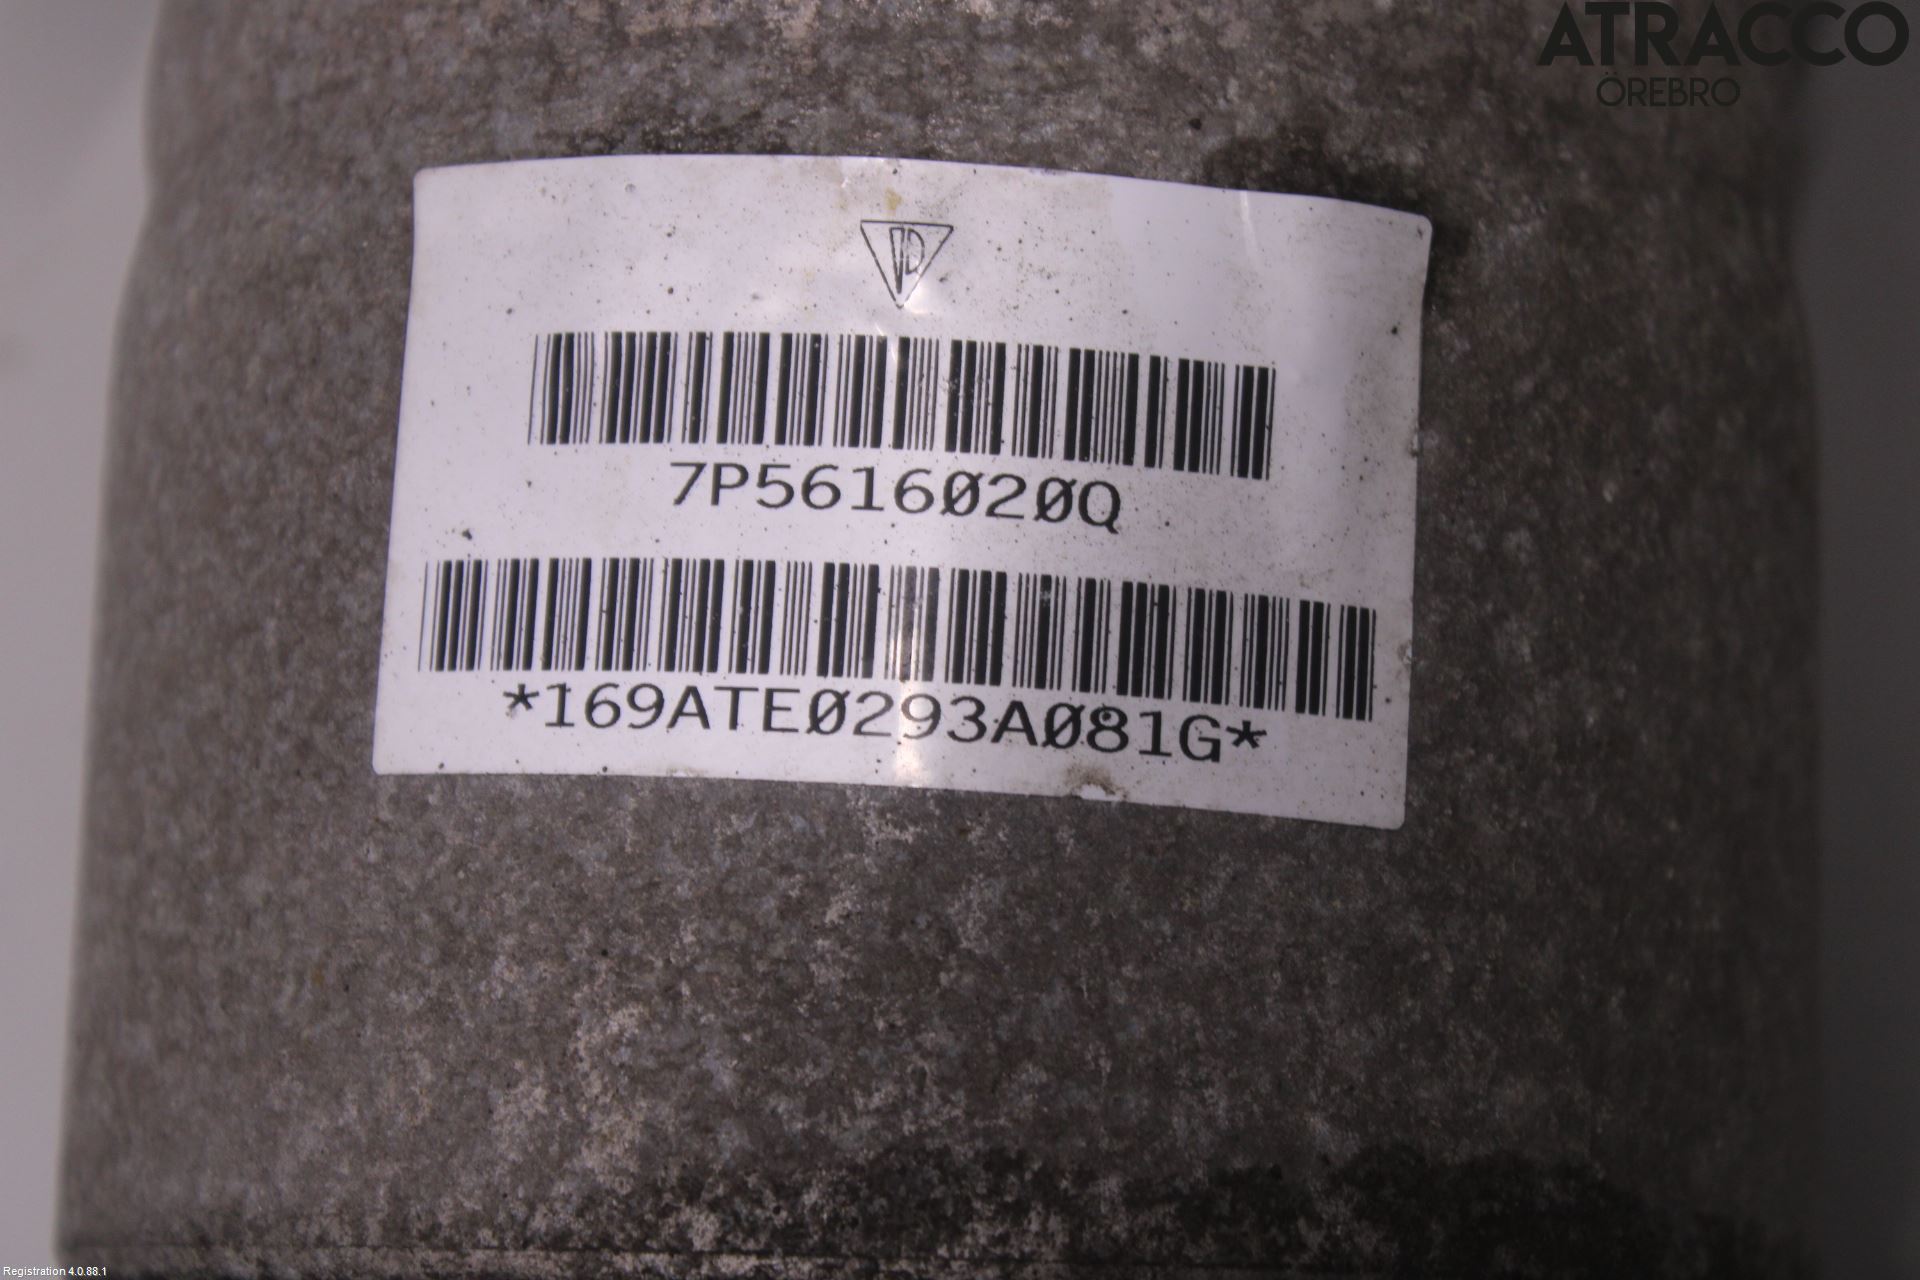 ATRACCO
ÖREBRO
7P5616020Q
*169ATE0293A081G*
Registration 4.0.88.1